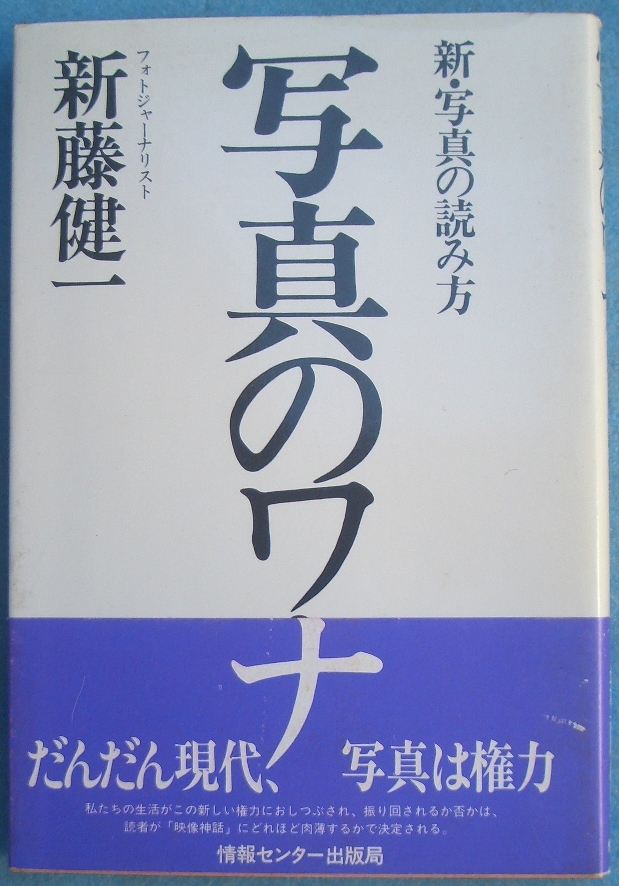 新・写真の読み方
写真のワナ
フォトジャーナリスト
新藤健一
だんだん現代、 写真は権力
私たちの生活がこの新しい権力におしつぶされ、振り回されるか否かは、
読者が「映像神話」にどれほど肉薄するかで決定される。
情報センター出版局